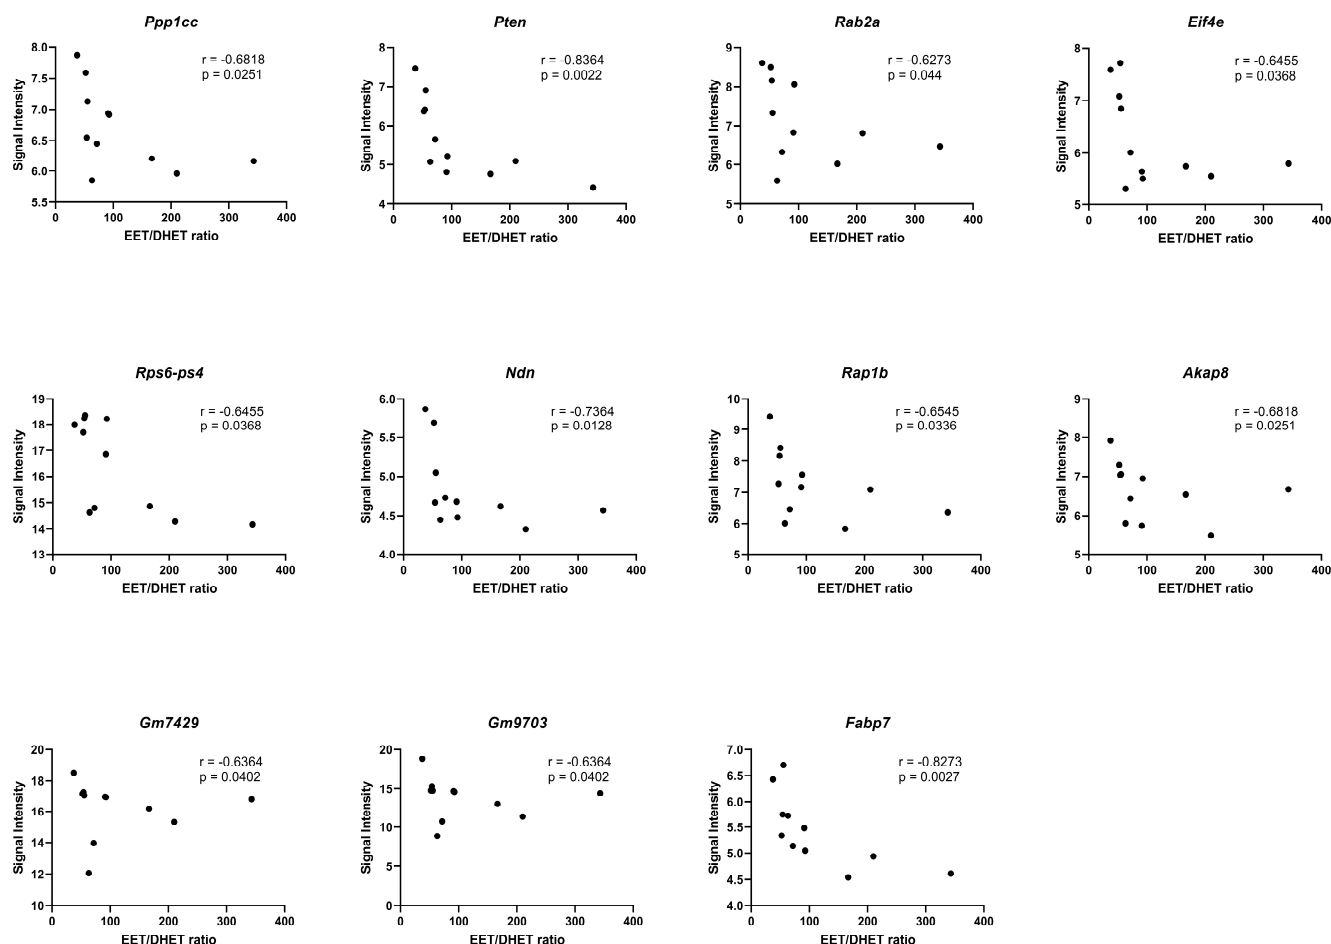 Ppp1cc
r = -0.6818
p = 0.0251
Signal Intensity
8.0
7.5
7.0
6.5
6.0
5.5
0 100 200 300 400
EET/DHET ratio
Pten
r = -0.8364
p = 0.0022
Signal Intensity
8
7
6
5
4
0 100 200 300 400
EET/DHET ratio
Rab2a
r = -0.6273
p = 0.044
Signal Intensity
9
8
7
6
5
0 100 200 300 400
EET/DHET ratio
Eif4e
r = -0.6455
p = 0.0368
Signal Intensity
8
7
6
5
0 100 200 300 400
EET/DHET ratio
Rps6-ps4
r = -0.6455
p = 0.0368
Signal Intensity
19
18
17
16
15
14
13
0 100 200 300 400
EET/DHET ratio
Ndn
r = -0.7364
p = 0.0128
Signal Intensity
6.0
5.5
5.0
4.5
4.0
0 100 200 300 400
EET/DHET ratio
Rap1b
r = -0.6545
p = 0.0336
Signal Intensity
10
9
8
7
6
5
0 100 200 300 400
EET/DHET ratio
Akap8
r = -0.6818
p = 0.0251
Signal Intensity
9
8
7
6
5
0 100 200 300 400
EET/DHET ratio
Gm7429
r = -0.6364
p = 0.0402
Signal Intensity
20
18
16
14
12
10
0 100 200 300 400
EET/DHET ratio
Gm9703
r = -0.6364
p = 0.0402
Signal Intensity
20
15
10
5
0
0 100 200 300 400
EET/DHET ratio
Fabp7
r = -0.8273
p = 0.0027
Signal Intensity
7.0
6.5
6.0
5.5
5.0
4.5
4.0
0 100 200 300 400
EET/DHET ratio